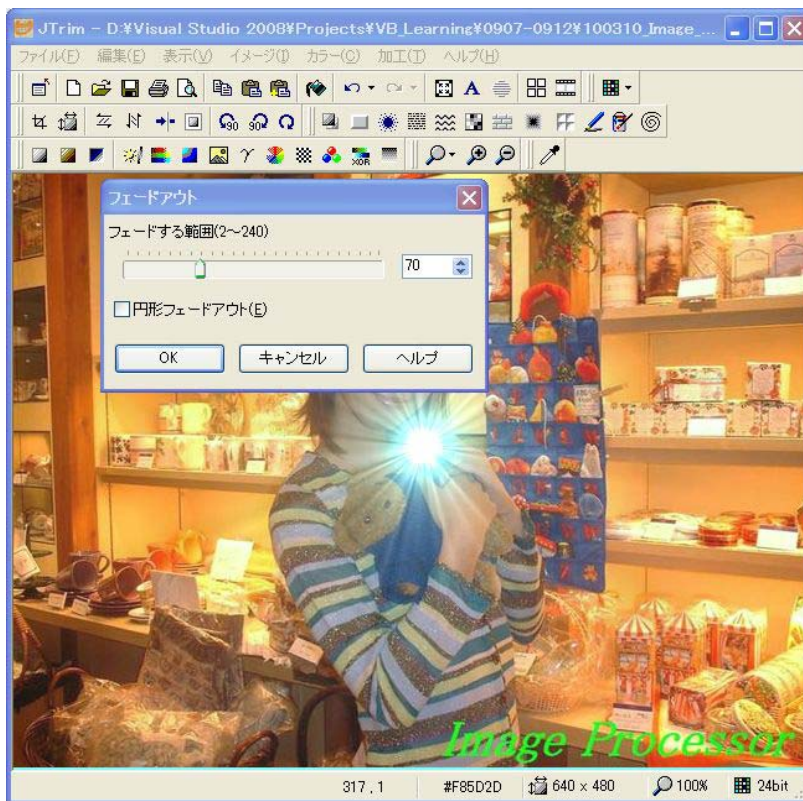 JTrim - D:¥Visual Studio 2008¥Projects¥VB_Learning¥0907-0912¥100310_Image_...
ファイル(F) 編集(E) 表示(V) イメージ(I) カラー(C) 加工(T) ヘルプ(H)
A
90 90
γ XOR
フェードアウト
フェードする範囲(2～240)
70
円形フェードアウト(E)
OK キャンセル ヘルプ
Image Processor
317 , 1 #F85D2D 640 x 480 100% 24bit